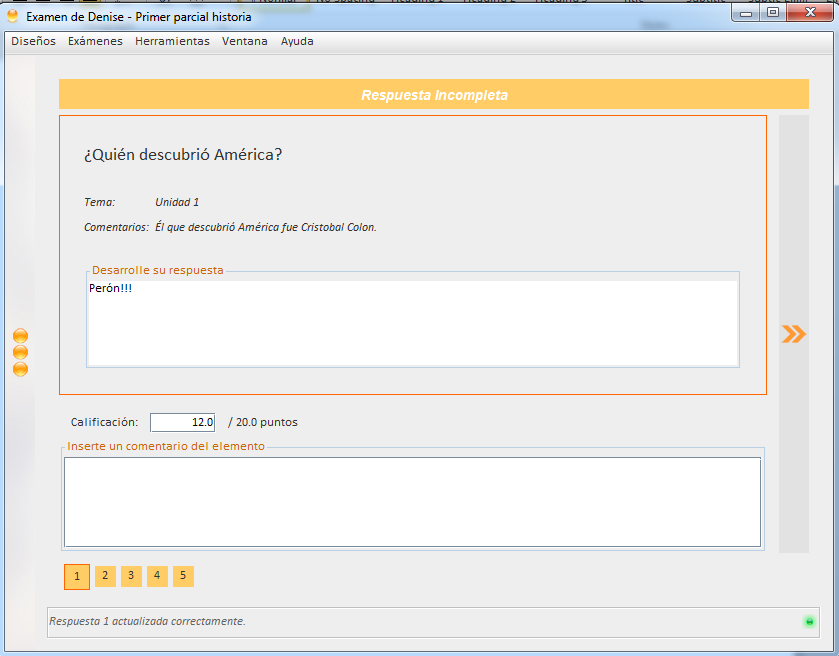 Examen de Denise - Primer parcial historia
Diseños Exámenes Herramientas Ventana Ayuda
Respuesta Incompleta
¿Quién descubrió América?
Tema: Unidad 1
Comentarios: Él que descubrió América fue Cristobal Colon.
Desarrolle su respuesta
Perón!!!
Calificación: 12.0 / 20.0 puntos
Inserte un comentario del elemento
1 2 3 4 5
Respuesta 1 actualizada correctamente.